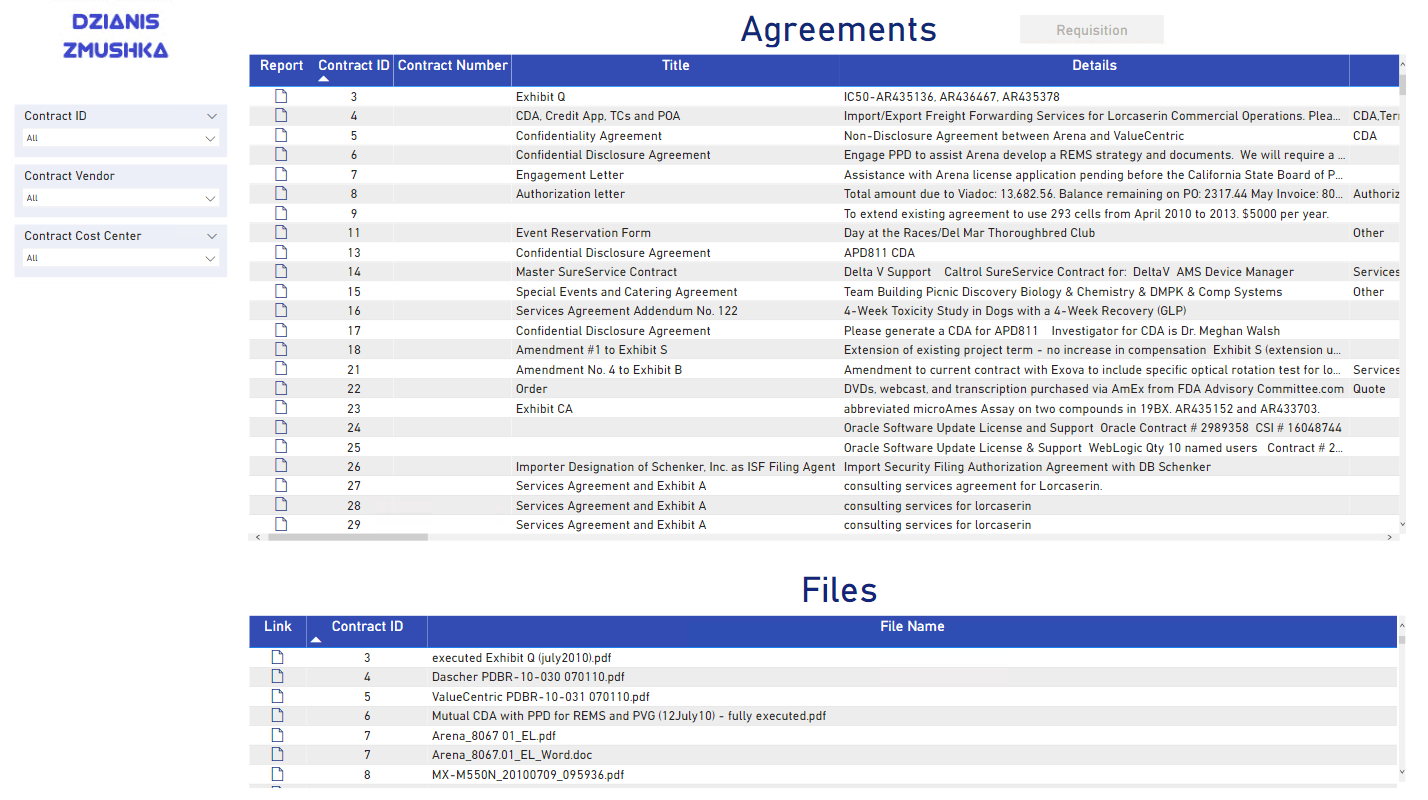 DZIANIS
ZMUSHKA
Agreements
Requisition
Contract ID
All
Contract Vendor
All
Contract Cost Center
All
Report Contract ID Contract Number Title Details
3 Exhibit Q IC50-AR435136, AR436467, AR435378
4 CDA, Credit App, TCs and POA Import/Export Freight Forwarding Services for Lorcaserin Commercial Operations. Plea... CDA,Ter
5 Confidentiality Agreement Non-Disclosure Agreement between Arena and ValueCentric CDA
6 Confidential Disclosure Agreement Engage PPD to assist Arena develop a REMS strategy and documents. We will require a ...
7 Engagement Letter Assistance with Arena license application pending before the California State Board of P...
8 Authorization letter Total amount due to Viadoc: 13,682.56. Balance remaining on PO: 2317.44 May Invoice: 80... Authoriz
9 To extend existing agreement to use 293 cells from April 2010 to 2013. $5000 per year.
11 Event Reservation Form Day at the Races/Del Mar Thoroughbred Club Other
13 Confidential Disclosure Agreement APD811 CDA
14 Master SureService Contract Delta V Support Caltrol SureService Contract for: DeltaV AMS Device Manager Services
15 Special Events and Catering Agreement Team Building Picnic Discovery Biology & Chemistry & DMPK & Comp Systems Other
16 Services Agreement Addendum No. 122 4-Week Toxicity Study in Dogs with a 4-Week Recovery (GLP)
17 Confidential Disclosure Agreement Please generate a CDA for APD811 Investigator for CDA is Dr. Meghan Walsh
18 Amendment #1 to Exhibit S Extension of existing project term - no increase in compensation Exhibit S (extension u...
21 Amendment No. 4 to Exhibit B Amendment to current contract with Exova to include specific optical rotation test for lo... Services
22 Order DVDs, webcast, and transcription purchased via AmEx from FDA Advisory Committee.com Quote
23 Exhibit CA abbreviated microAmes Assay on two compounds in 19BX. AR435152 and AR433703.
24 Oracle Software Update License and Support Oracle Contract # 2989358 CSI # 16048744
25 Oracle Software Update License & Support WebLogic Qty 10 named users Contract # 2...
26 Importer Designation of Schenker, Inc. as ISF Filing Agent Import Security Filing Authorization Agreement with DB Schenker
27 Services Agreement and Exhibit A consulting services agreement for Lorcaserin.
28 Services Agreement and Exhibit A consulting services for lorcaserin
29 Services Agreement and Exhibit A consulting services for lorcaserin
Files
Link Contract ID File Name
3 executed Exhibit Q (july2010).pdf
4 Dascher PDBR-10-030 070110.pdf
5 ValueCentric PDBR-10-031 070110.pdf
6 Mutual CDA with PPD for REMS and PVG (12July10) - fully executed.pdf
7 Arena_8067 01_EL.pdf
7 Arena_8067.01_EL_Word.doc
8 MX-M550N_20100709_095936.pdf